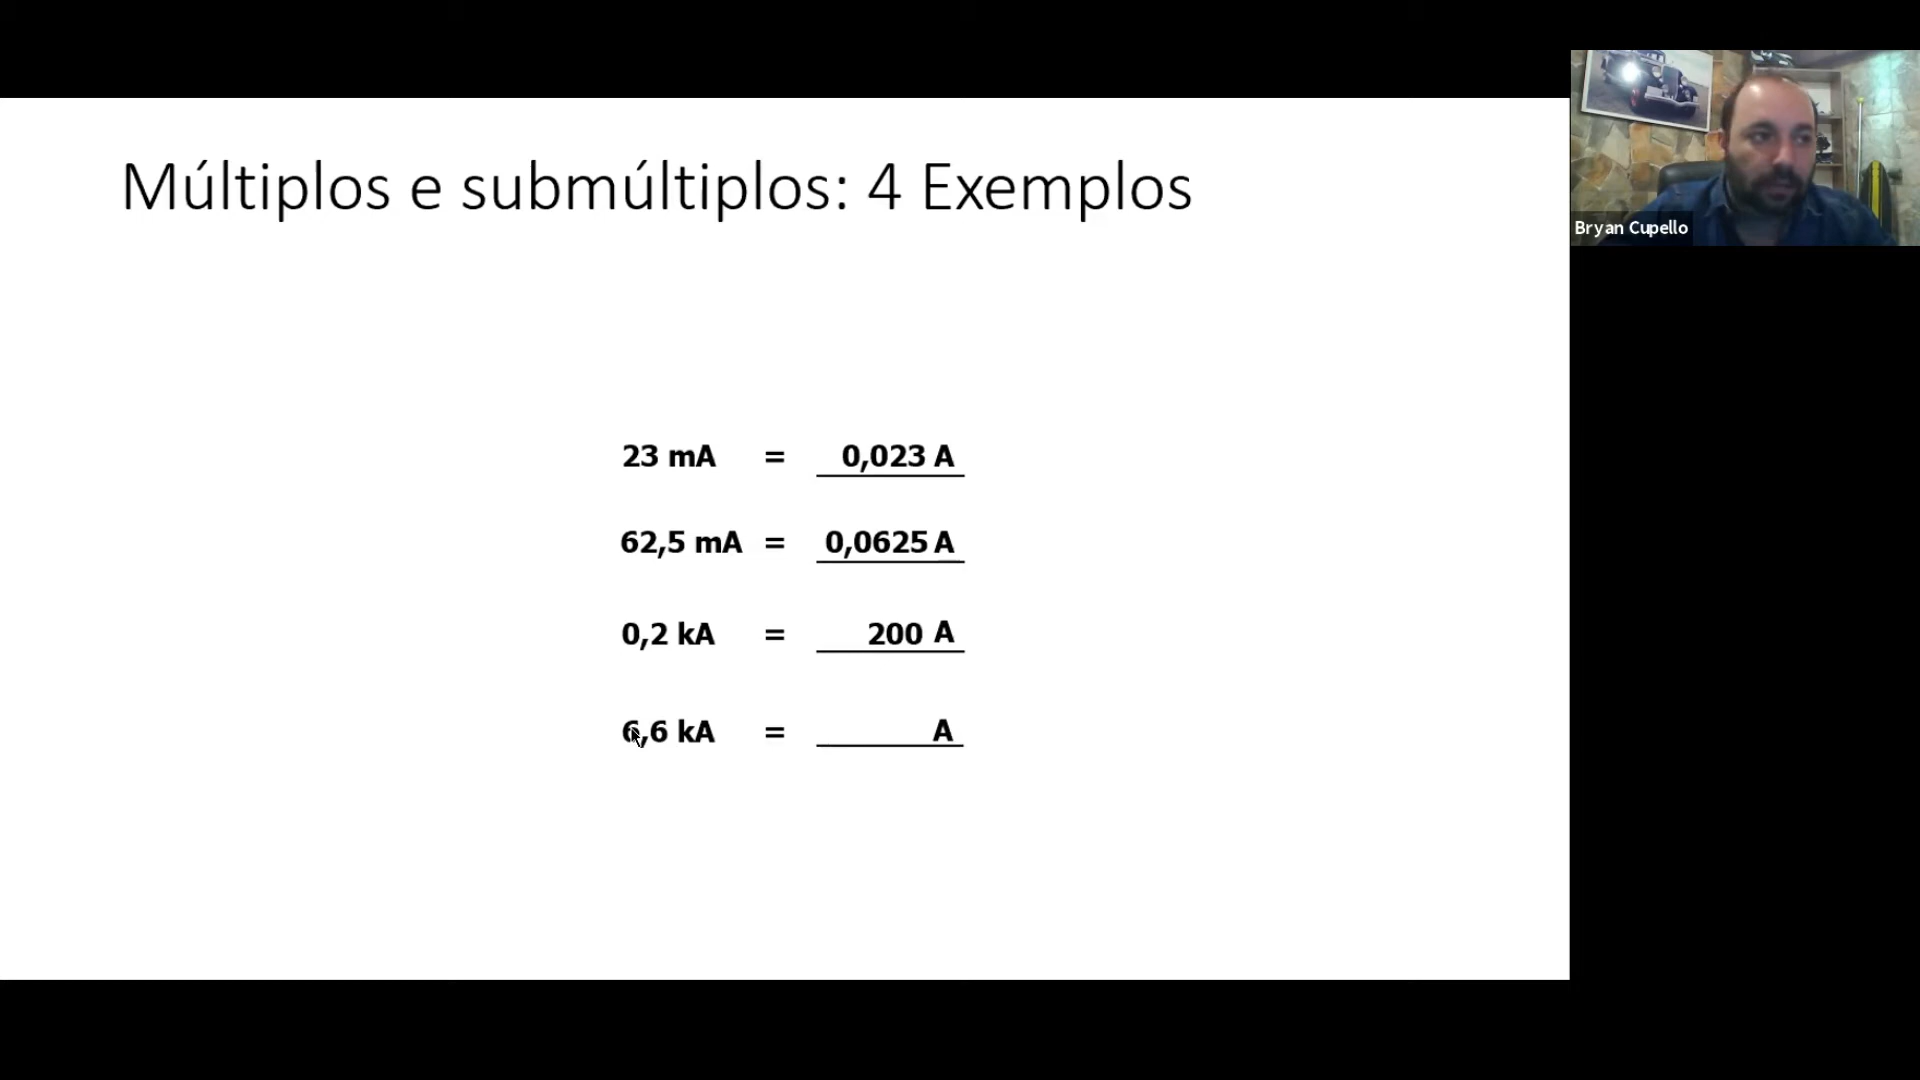 Múltiplos e submúltiplos: 4 Exemplos
Bryan Cupello
23 mA = 0,023 A
62,5 mA = 0,0625 A
0,2 kA = 200 A
6,6 kA = ______ A